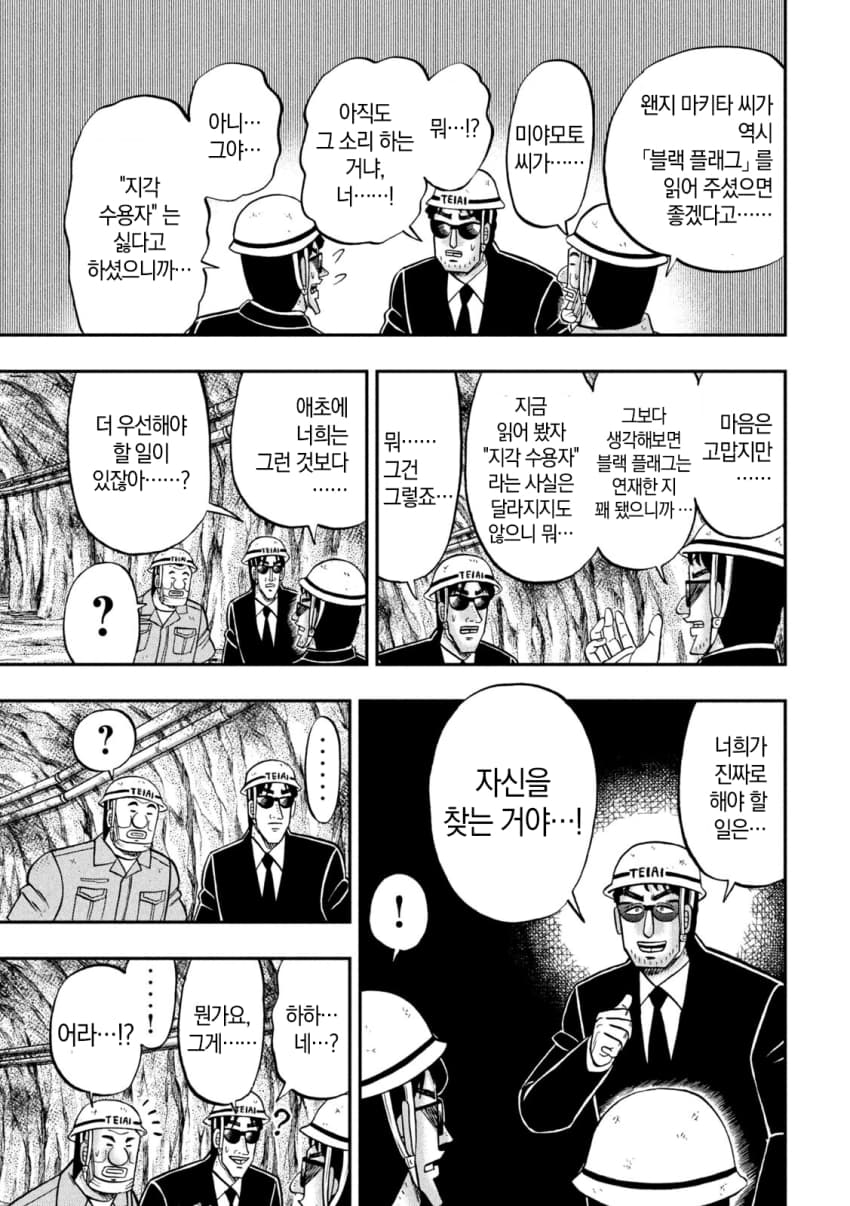 왠지 마키타 씨가
역시
「블랙 플래그」를
읽어 주셨으면
좋겠다고……
미야모토
씨가……
뭐…!?
아직도
그 소리 하는
거냐,
너……!
아니…
그야…
"지각
수용자" 는
싫다고
하셨으니까…
TEIAI
마음은
고맙지만
……
그보다
생각해보면
블랙 플래그는
연재한 지
꽤 됐으니까 …
지금
읽어 봤자
"지각 수용자"
라는 사실은
달라지지도
않으니 뭐…
뭐……
그건
그렇죠…
TEIAI
애초에
너희는
그런 것보다
……
더 우선해야
할 일이
있잖아……?
?
TEIAI
TEIAI
너희가
진짜로
해야 할
일은…
자신을
찾는 거야…!
TEIAI
!
……
?
TEIAI
TEIAI
하하…
네…?
뭔가요,
그게……
?
……!
어라…!?
TEIAI
TEIAI